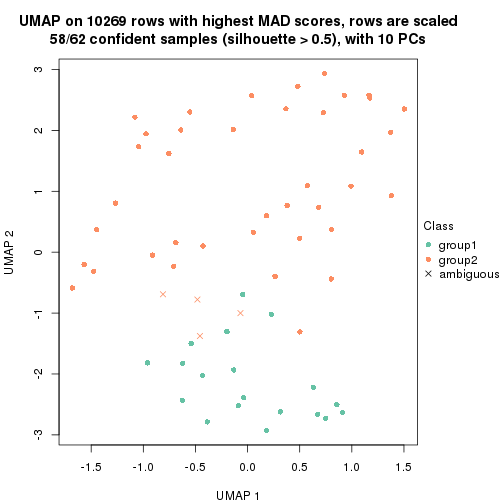 UMAP on 10269 rows with highest MAD scores, rows are scaled
58/62 confident samples (silhouette > 0.5), with 10 PCs
3
2
1
0
-1
-2
-3
UMAP 2
-1.5
-1.0
-0.5
0.0
0.5
1.0
1.5
UMAP 1
Class
group1
group2
ambiguous